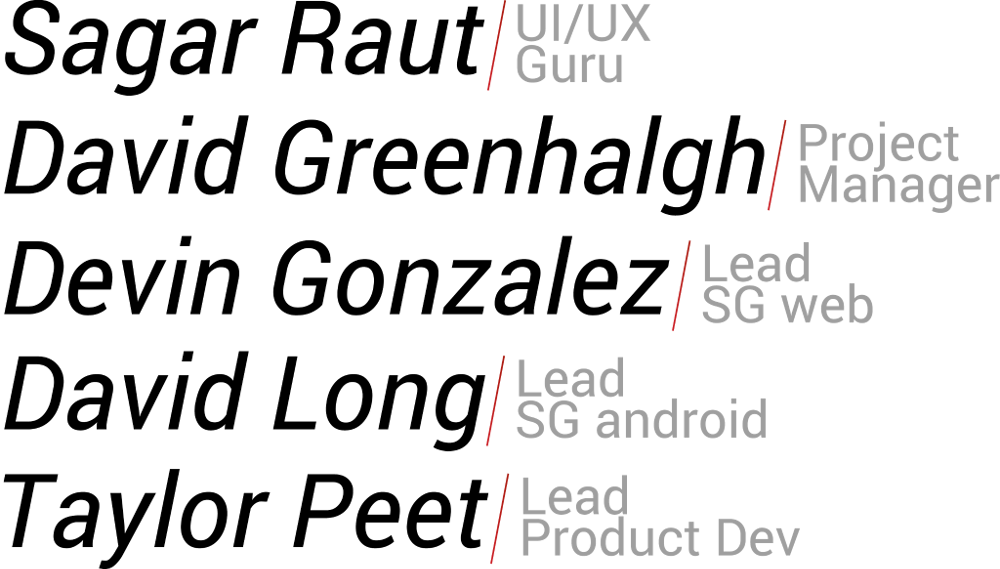 Sagar Raut
UI/UX
Guru
David Greenhalgh
Project
Manager
Devin Gonzalez
Lead
SG web
David Long
Lead
SG android
Taylor Peet
Lead
Product Dev